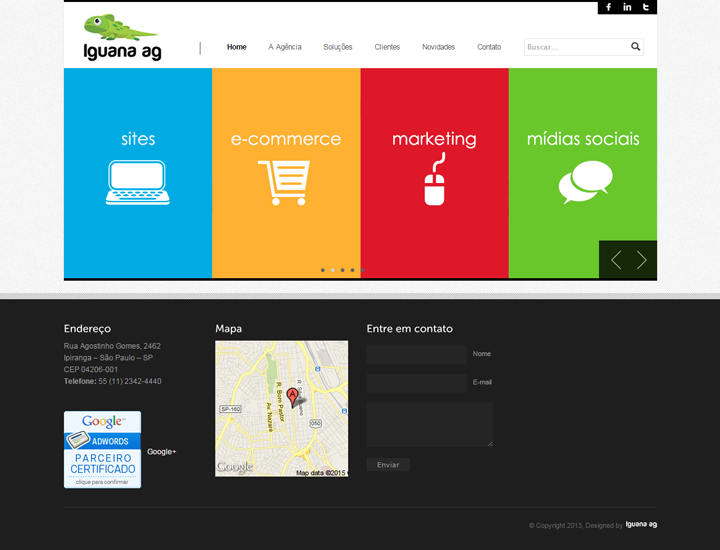 Iguana ag
Home A Agência Soluções Clientes Novidades Contato Buscar...
sites
e-commerce
marketing
mídias sociais
Endereço
Rua Agostinho Gomes, 2462
Ipiranga – São Paulo – SP
CEP 04206-001
Telefone: 55 (11) 2342-4440
Google
ADWORDS
PARCEIRO
CERTIFICADO
clique para confirmar
Google+
Mapa
SP-160
R. Bom Pastor
Av. Nazaré
A
050
Google
Map data ©2015
Entre em contato
Nome
E-mail
Enviar
© Copyright 2013, Designed by Iguana ag